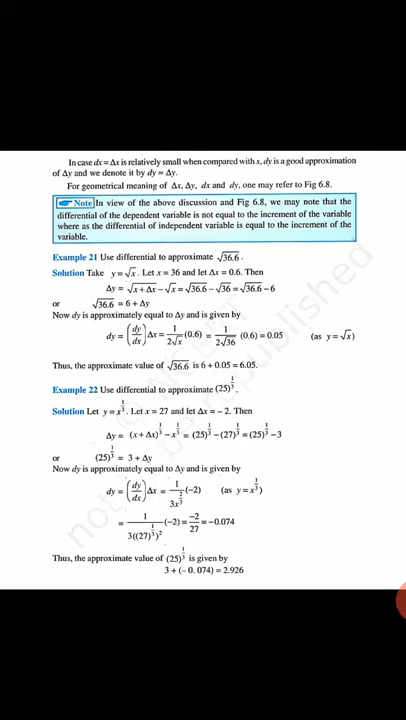 In case dx = Δx is relatively small when compared with x, dy is a good approximation
of Δy and we denote it by dy ≈ Δy.
For geometrical meaning of Δx, Δy, dx and dy, one may refer to Fig 6.8.
☛ Note In view of the above discussion and Fig 6.8, we may note that the
differential of the dependent variable is not equal to the increment of the variable
where as the differential of independent variable is equal to the increment of the
variable.
Example 21 Use differential to approximate √36.6.
Solution Take y = √x. Let x = 36 and let Δx = 0.6. Then
Δy = √(x + Δx) − √x = √36.6 − √36 = √36.6 − 6
or √36.6 = 6 + Δy
Now dy is approximately equal to Δy and is given by
dy = (dy/dx) Δx = 1/(2√x) (0.6) = 1/(2√36) (0.6) = 0.05 (as y = √x)
Thus, the approximate value of √36.6 is 6 + 0.05 = 6.05.
Example 22 Use differential to approximate (25)^(1/3).
Solution Let y = x^(1/3). Let x = 27 and let Δx = − 2. Then
Δy = (x + Δx)^(1/3) − x^(1/3) = (25)^(1/3) − (27)^(1/3) = (25)^(1/3) − 3
or (25)^(1/3) = 3 + Δy
Now dy is approximately equal to Δy and is given by
dy = (dy/dx) Δx = 1/(3x^(2/3)) (−2) (as y = x^(1/3))
= 1/(3((27)^(1/3))^2) (−2) = −2/27 = −0.074
Thus, the approximate value of (25)^(1/3) is given by
3 + (− 0. 074) = 2.926